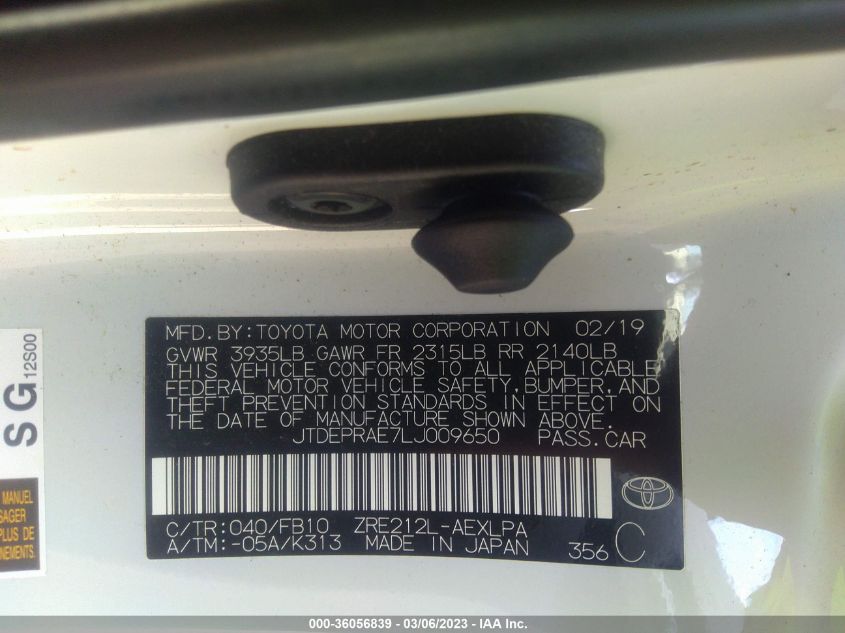 MFD.BY:TOYOTA MOTOR CORPORATION 02/19
GVWR 3935LB GAWR FR 2315LB RR 2140LB
THIS VEHICLE CONFORMS TO ALL APPLICABLE
FEDERAL MOTOR VEHICLE SAFETY, BUMPER, AND
THEFT PREVENTION STANDARDS IN EFFECT ON
THE DATE OF MANUFACTURE SHOWN ABOVE.
JTDEPRAE7LJ009650 PASS.CAR
C/TR:040/FB10 ZRE212L-AEXLPA
A/TM:-05A/K313 MADE IN JAPAN 356 C
SG 12S00
MANUEL
SAGER
PLUS DE
NEMENTS.
000-36056839 - 03/06/2023 - IAA Inc.